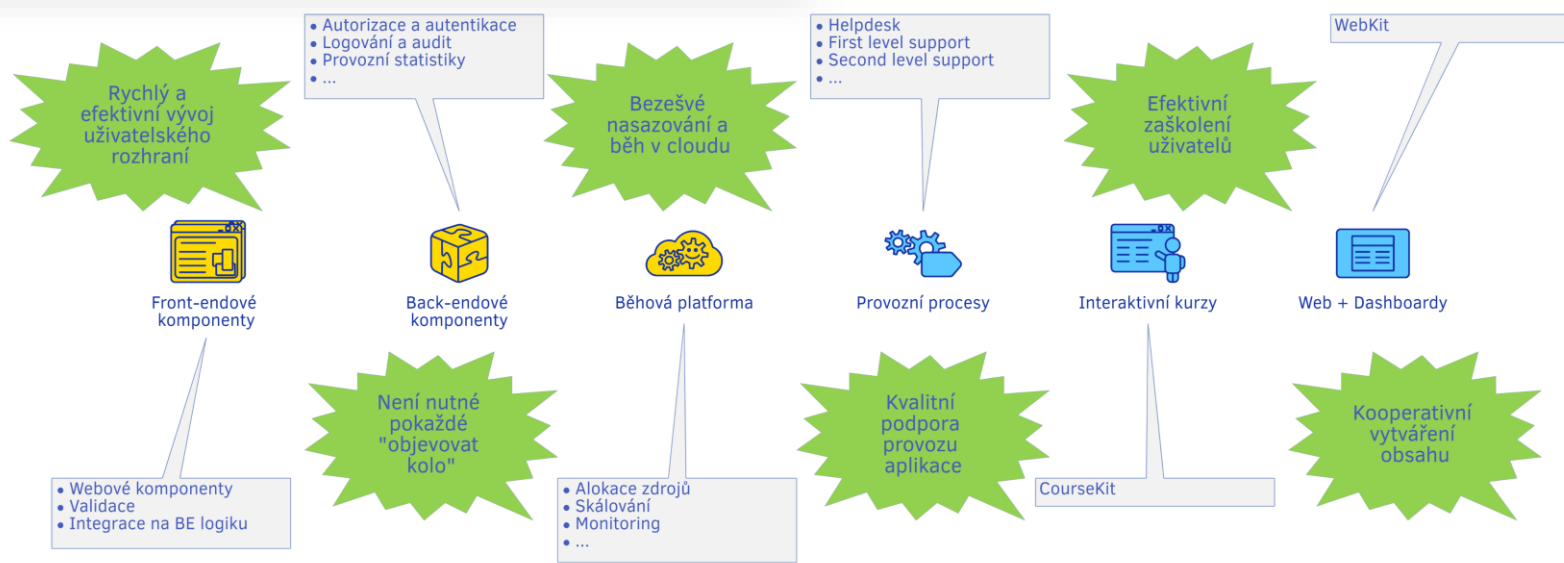 • Autorizace a autentikace
• Logování a audit
• Provozní statistiky
• ...
• Helpdesk
• First level support
• Second level support
• ...
WebKit
Rychlý a
efektivní vývoj
uživatelského
rozhraní
Bezešvé
nasazování a
běh v cloudu
Efektivní
zaškolení
uživatelů
Front-endové
komponenty
Back-endové
komponenty
Běhová platforma
Provozní procesy
Interaktivní kurzy
Web + Dashboardy
Není nutné
pokaždé
"objevovat
kolo"
Kvalitní
podpora
provozu
aplikace
Kooperativní
vytváření
obsahu
• Webové komponenty
• Validace
• Integrace na BE logiku
• Alokace zdrojů
• Skálování
• Monitoring
• ...
CourseKit